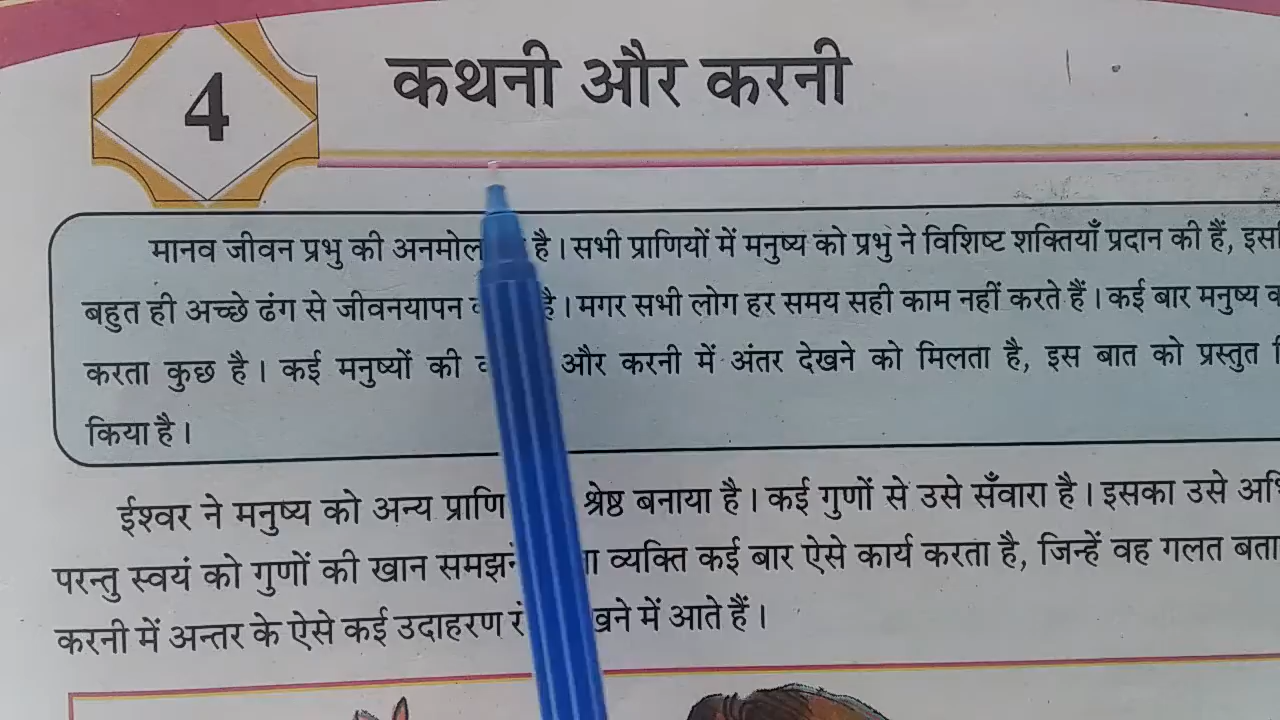 4
कथनी और करनी
मानव जीवन प्रभु की अनमोल है। सभी प्राणियों में मनुष्य को प्रभु ने विशिष्ट शक्तियाँ प्रदान की हैं,
बहुत ही अच्छे ढंग से जीवनयापन है। मगर सभी लोग हर समय सही काम नहीं करते हैं। कई बार मनुष्य
करता कुछ है। कई मनुष्यों की और करनी में अंतर देखने को मिलता है, इस बात को प्रस्तुत
किया है।
ईश्वर ने मनुष्य को अन्य श्रेष्ठ बनाया है। कई गुणों से उसे सँवारा है। इसका उसे
परन्तु स्वयं को गुणों की खान व्यक्ति कई बार ऐसे कार्य करता है, जिन्हें वह गलत
करनी में अन्तर के ऐसे कई उदाहरण में आते हैं।